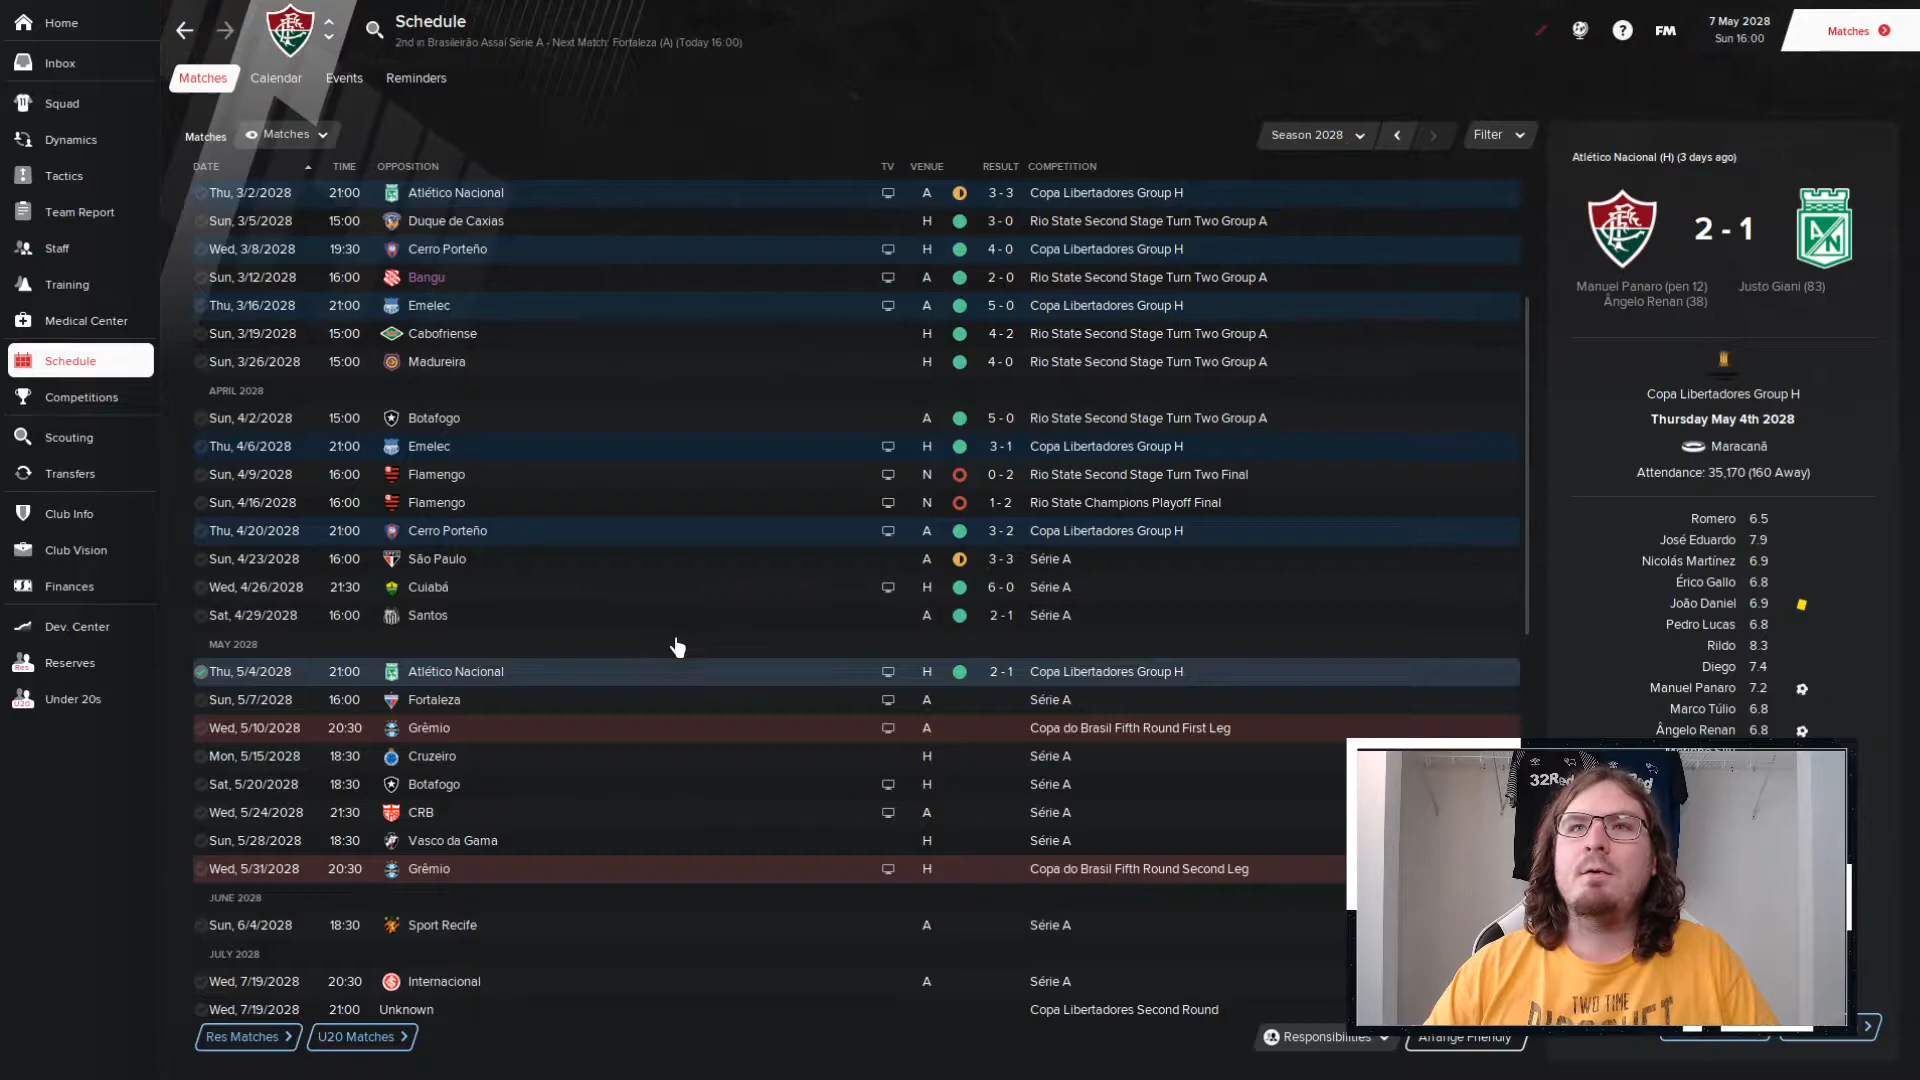 Home
Inbox
Squad
Dynamics
Tactics
Team Report
Staff
Training
Medical Center
Schedule
Competitions
Scouting
Transfers
Club Info
Club Vision
Finances
Dev. Center
Res
Reserves
U20
Under 20s
Schedule
2nd in Brasileirão Assaí Série A - Next Match: Fortaleza (A) (Today 16:00)
? FM
7 May 2028
Sun 16:00
Matches
Matches Calendar Events Reminders
Matches Matches
Season 2028 Filter
DATE TIME OPPOSITION TV VENUE RESULT COMPETITION
Thu, 3/2/2028 21:00 Atlético Nacional A 3 - 3 Copa Libertadores Group H
Sun, 3/5/2028 15:00 Duque de Caxias H 3 - 0 Rio State Second Stage Turn Two Group A
Wed, 3/8/2028 19:30 Cerro Porteño H 4 - 0 Copa Libertadores Group H
Sun, 3/12/2028 16:00 Bangu A 2 - 0 Rio State Second Stage Turn Two Group A
Thu, 3/16/2028 21:00 Emelec A 5 - 0 Copa Libertadores Group H
Sun, 3/19/2028 15:00 Cabofriense H 4 - 2 Rio State Second Stage Turn Two Group A
Sun, 3/26/2028 15:00 Madureira H 4 - 0 Rio State Second Stage Turn Two Group A
APRIL 2028
Sun, 4/2/2028 15:00 Botafogo A 5 - 0 Rio State Second Stage Turn Two Group A
Thu, 4/6/2028 21:00 Emelec H 3 - 1 Copa Libertadores Group H
Sun, 4/9/2028 16:00 Flamengo N 0 - 2 Rio State Second Stage Turn Two Final
Sun, 4/16/2028 16:00 Flamengo N 1 - 2 Rio State Champions Playoff Final
Thu, 4/20/2028 21:00 Cerro Porteño A 3 - 2 Copa Libertadores Group H
Sun, 4/23/2028 16:00 São Paulo A 3 - 3 Série A
Wed, 4/26/2028 21:30 Cuiabá H 6 - 0 Série A
Sat, 4/29/2028 16:00 Santos A 2 - 1 Série A
MAY 2028
Thu, 5/4/2028 21:00 Atlético Nacional H 2 - 1 Copa Libertadores Group H
Sun, 5/7/2028 16:00 Fortaleza A Série A
Wed, 5/10/2028 20:30 Grêmio A Copa do Brasil Fifth Round First Leg
Mon, 5/15/2028 18:30 Cruzeiro H Série A
Sat, 5/20/2028 18:30 Botafogo H Série A
Wed, 5/24/2028 21:30 CRB A Série A
Sun, 5/28/2028 18:30 Vasco da Gama H Série A
Wed, 5/31/2028 20:30 Grêmio H Copa do Brasil Fifth Round Second Leg
JUNE 2028
Sun, 6/4/2028 18:30 Sport Recife A Série A
JULY 2028
Wed, 7/19/2028 20:30 Internacional A Série A
Wed, 7/19/2028 21:00 Unknown Copa Libertadores Second Round
Res Matches U20 Matches
Responsibilities Arrange Friendly
Atlético Nacional (H) (3 days ago)
2 - 1
Manuel Panaro (pen 12) Justo Giani (83)
Ângelo Renan (38)
Copa Libertadores Group H
Thursday May 4th 2028
Maracanã
Attendance: 35,170 (160 Away)
Romero 6.5
José Eduardo 7.9
Nicolás Martínez 6.9
Érico Gallo 6.8
João Daniel 6.9
Pedro Lucas 6.8
Rildo 8.3
Diego 7.4
Manuel Panaro 7.2
Marco Túlio 6.8
Ângelo Renan 6.8
32Red
TWO TIME